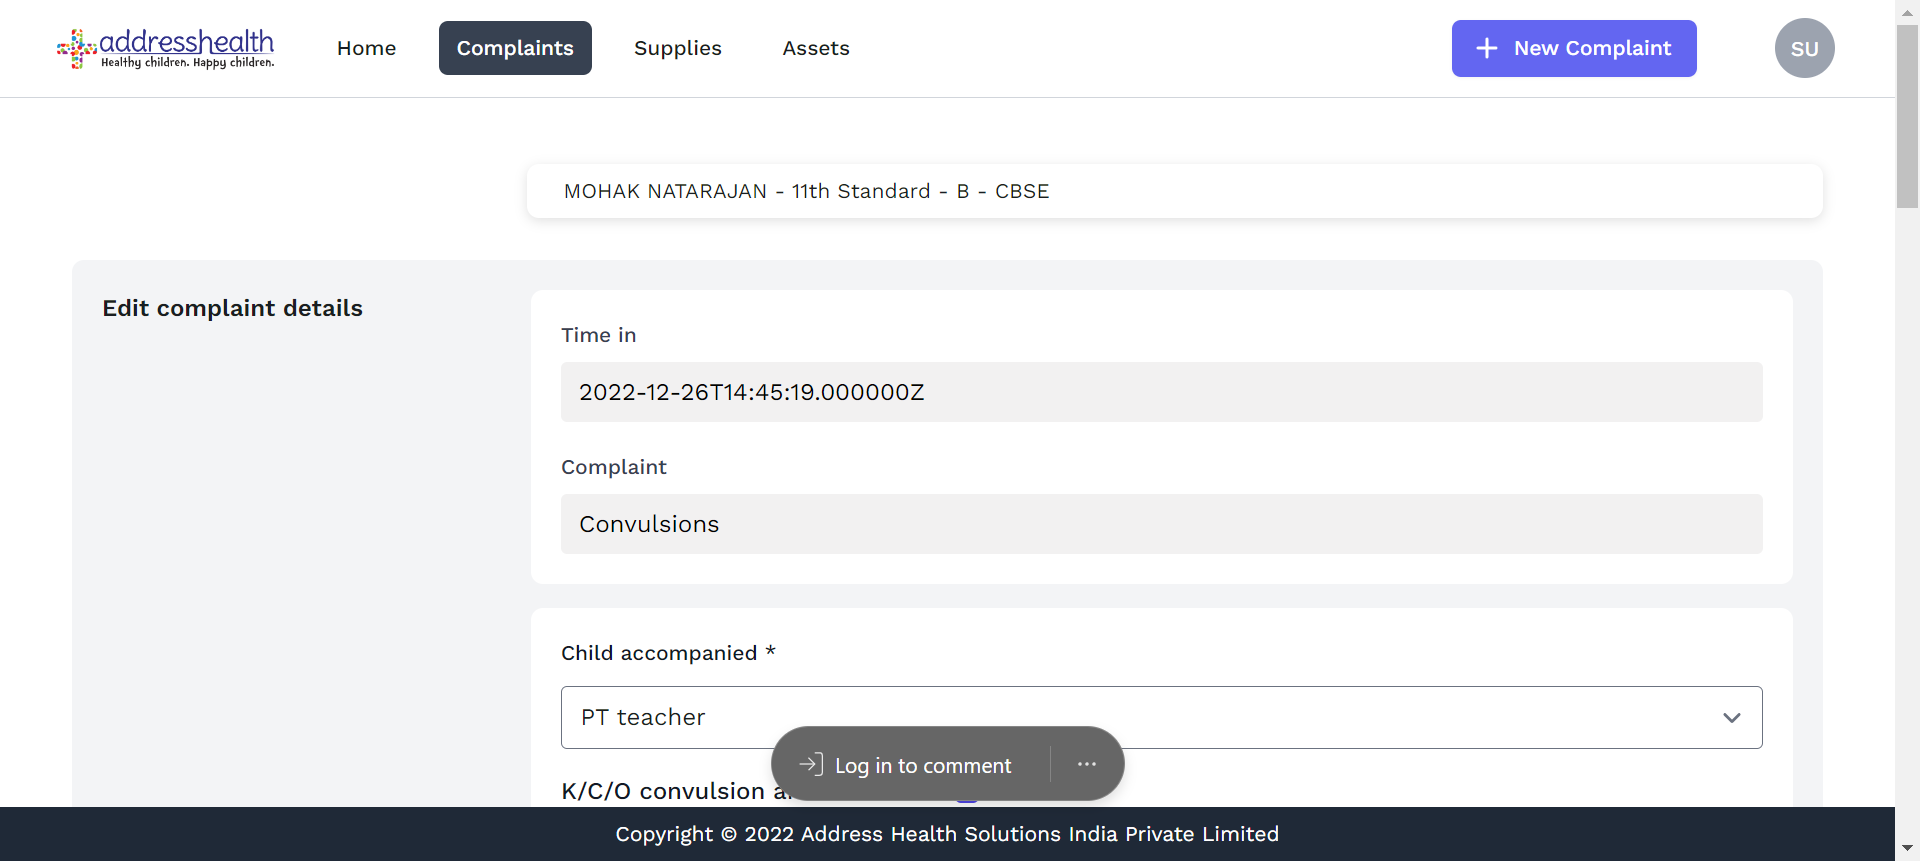 addresshealth
Healthy children. Happy children.
Home
Complaints
Supplies
Assets
New Complaint
SU
MOHAK NATARAJAN - 11th Standard - B - CBSE
Edit complaint details
Time in
2022-12-26T14:45:19.000000Z
Complaint
Convulsions
Child accompanied *
PT teacher
Log in to comment
K/C/O convulsion
Copyright © 2022 Address Health Solutions India Private Limited